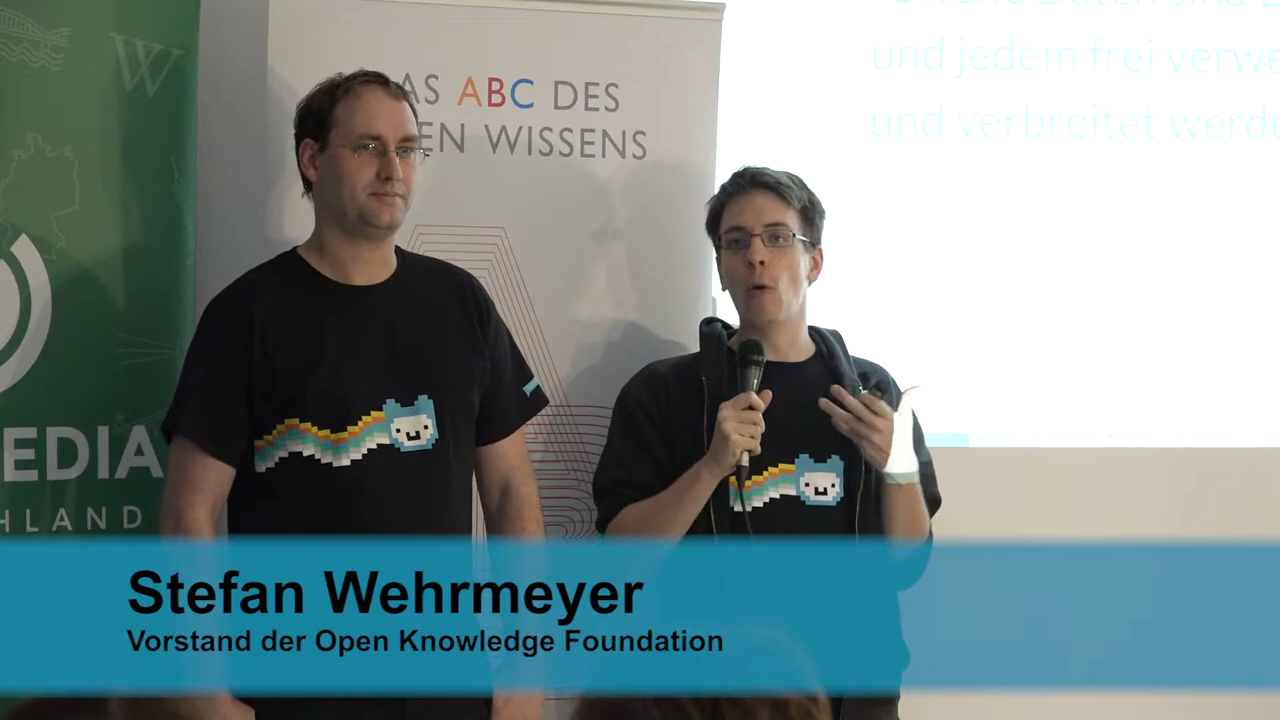 W
AS ABC DES
EN WISSENS
und jedem frei verwe
und verbreitet werde
EDIA
HLAND
Stefan Wehrmeyer
Vorstand der Open Knowledge Foundation